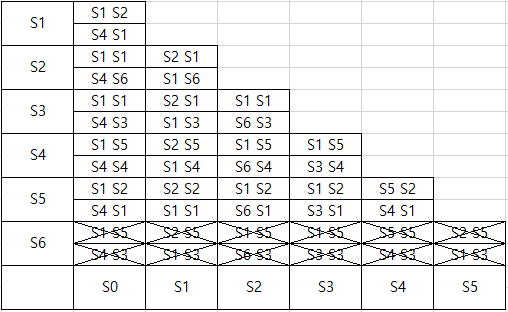 S1 S1 S2
S4 S1
S2 S1 S1 S2 S1
S4 S6 S1 S6
S3 S1 S1 S2 S1 S1 S1
S4 S3 S1 S3 S6 S3
S4 S1 S5 S2 S5 S1 S5 S1 S5
S4 S4 S1 S4 S6 S4 S3 S4
S5 S1 S2 S2 S2 S1 S2 S1 S2 S5 S2
S4 S1 S1 S1 S6 S1 S3 S1 S4 S1
S6 S1 S5 S2 S5 S1 S5 S1 S5 S5 S5 S2 S5
S4 S3 S1 S3 S6 S3 S3 S3 S4 S3 S1 S3
S0 S1 S2 S3 S4 S5